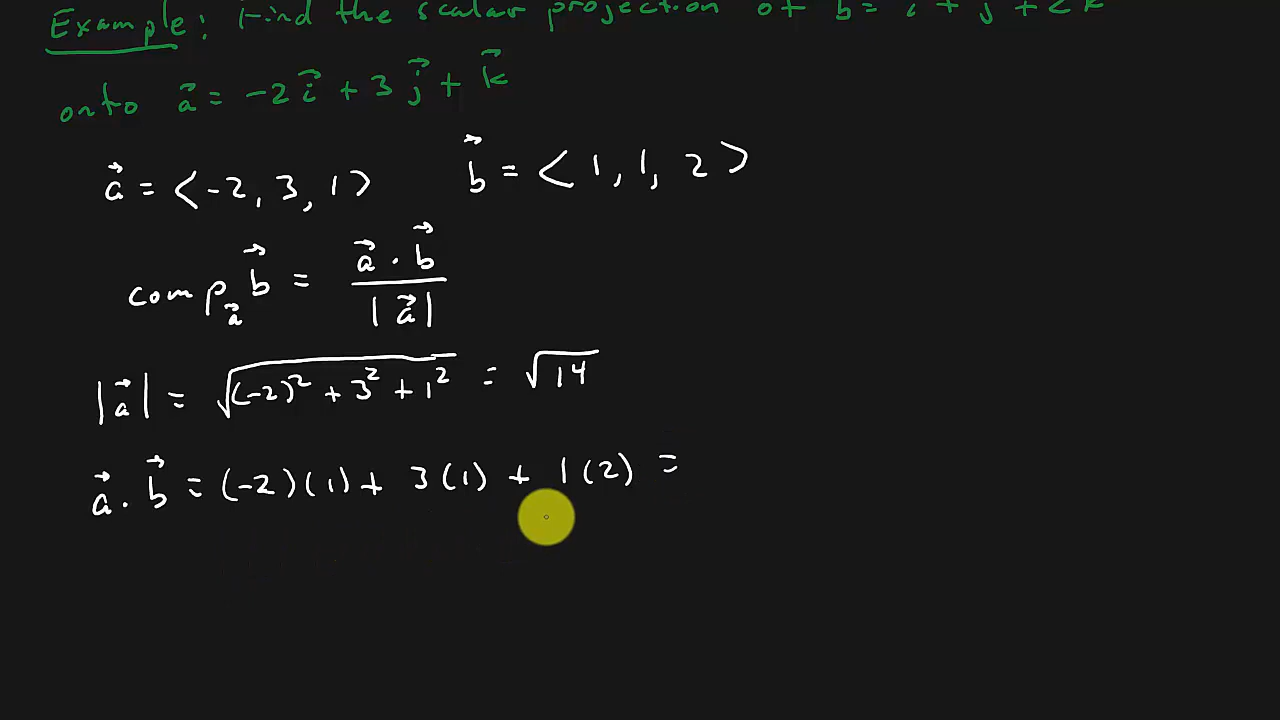 Example: Find the scalar projection of b = i + j + 2k
onto a⃗ = -2i⃗ + 3j⃗ + k⃗
a⃗ = <-2, 3, 1> b⃗ = <1, 1, 2>
comp_a⃗ b⃗ = (a⃗ · b⃗) / |a⃗|
|a⃗| = √((-2)² + 3² + 1²) = √14
a⃗ · b⃗ = (-2)(1) + 3(1) + 1(2) =